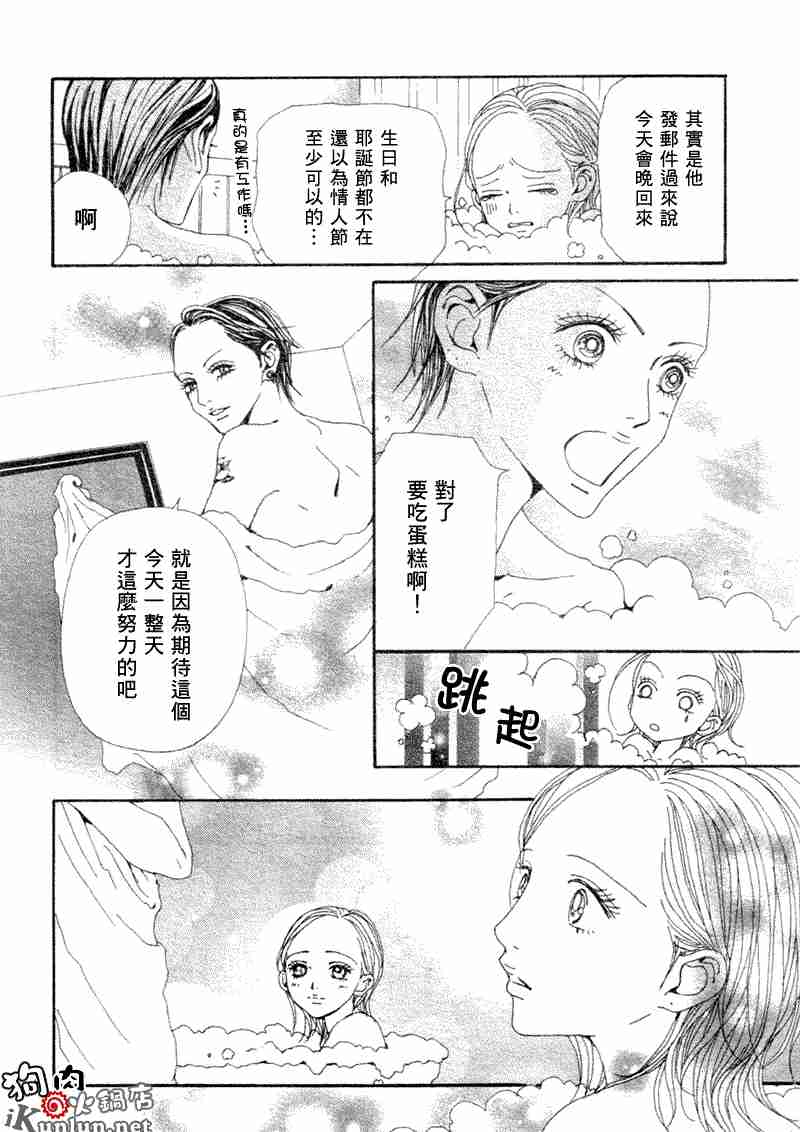 其實是他
發郵件過來說
今天會晚回來
生日和
耶誕節都不在
還以為情人節
至少可以的…
真的是有工作嗎…
啊
對了
要吃蛋糕啊！
就是因為期待這個
今天一整天
才這麼努力的吧
跳起
狗肉
火鍋店
iKunlun.net